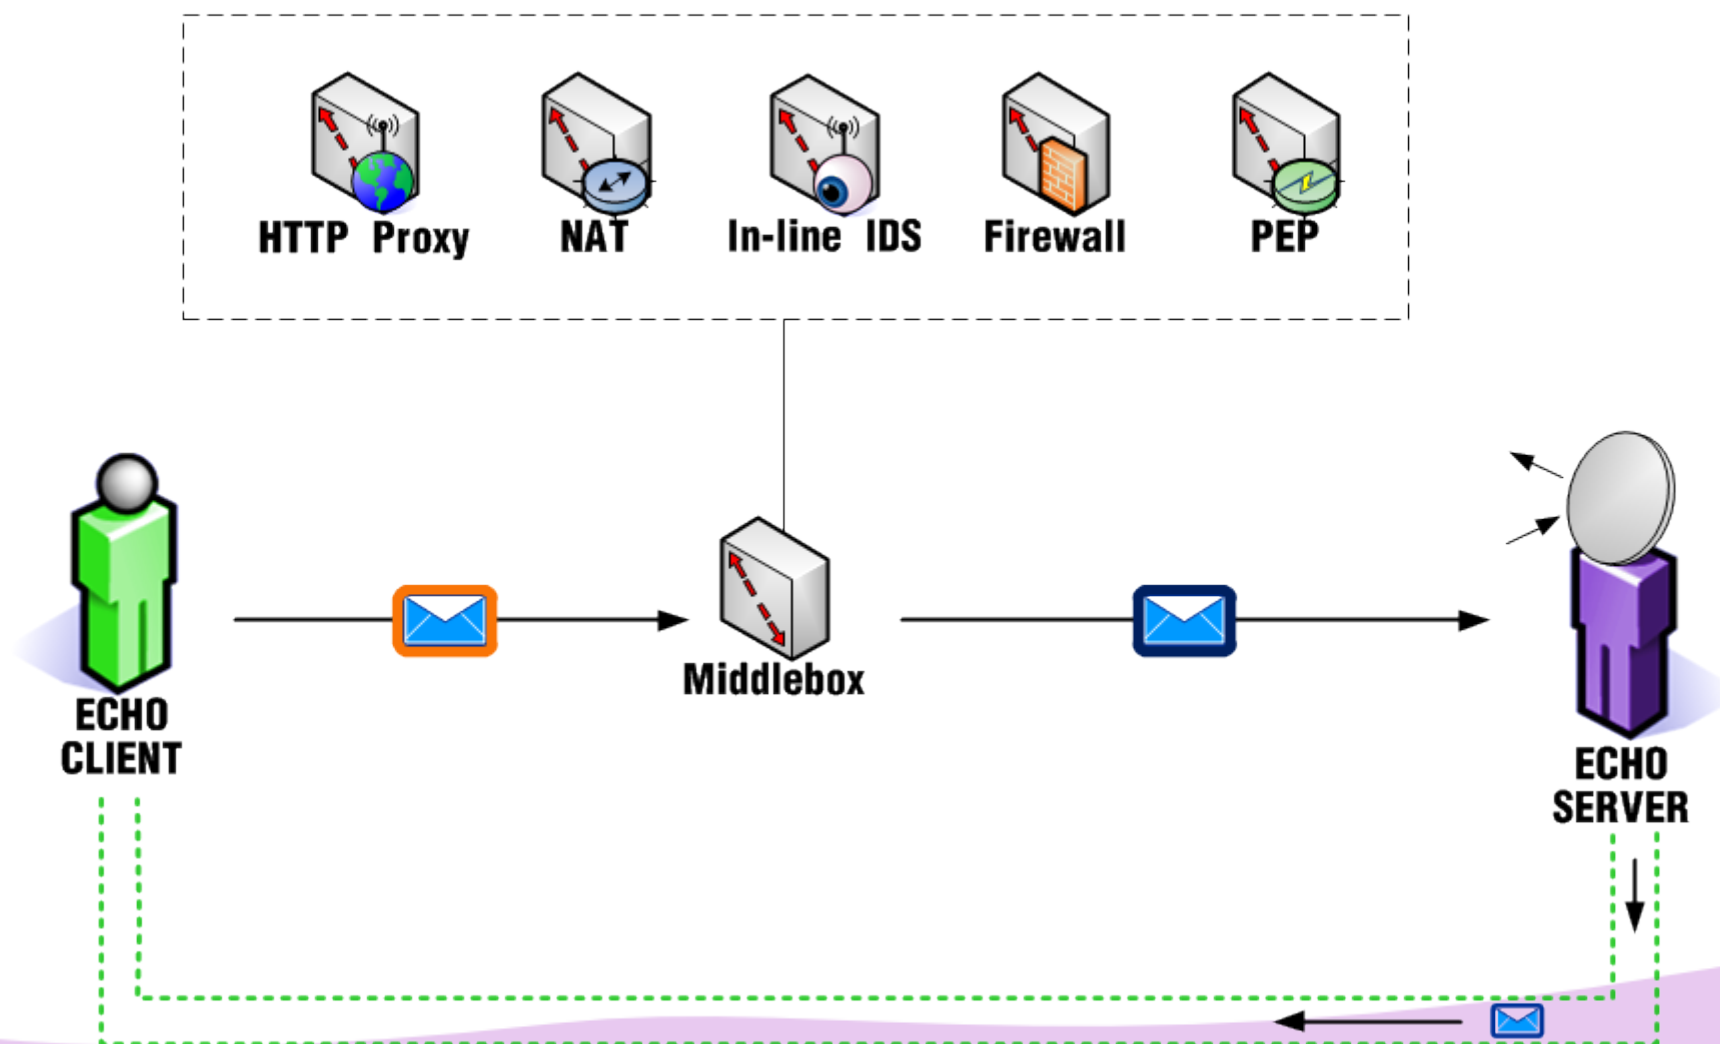 HTTP Proxy
NAT
In-line IDS
Firewall
PEP
Middlebox
ECHO
CLIENT
ECHO
SERVER